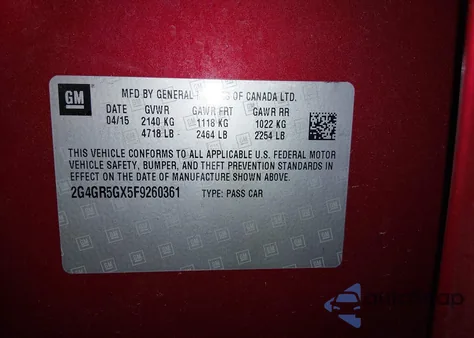 GM
MFD BY GENERAL OF CANADA LTD.
DATE GVWR GAWR FRT GAWR RR
04/15 2140 KG 1118 KG 1022 KG
4718 LB 2464 LB 2254 LB
THIS VEHICLE CONFORMS TO ALL APPLICABLE U.S. FEDERAL MOTOR
VEHICLE SAFETY, BUMPER, AND THEFT PREVENTION STANDARDS IN
EFFECT ON THE DATE OF MANUFACTURE SHOWN ABOVE.
2G4GR5GX5F9260361 TYPE: PASS CAR